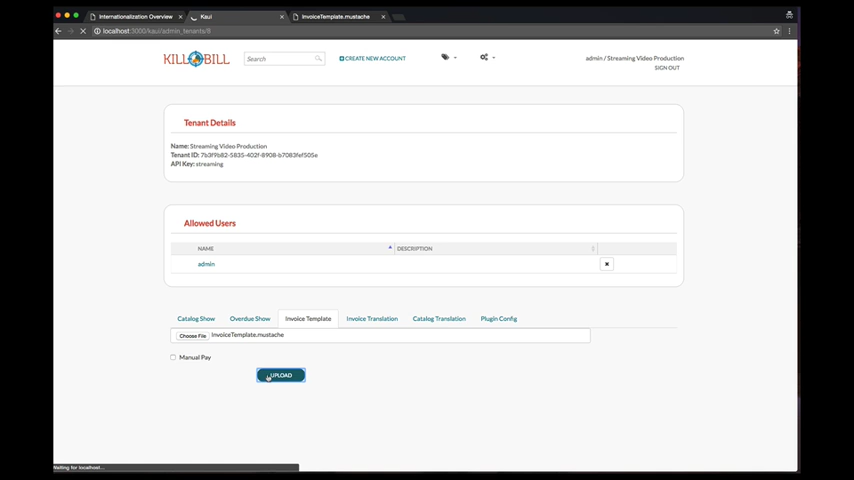 Internationalization Overview
Kaui
InvoiceTemplate.mustache
localhost:3000/kaui/admin_tenants/8
KILL BILL
Search
CREATE NEW ACCOUNT
admin / Streaming Video Production
SIGN OUT
Tenant Details
Name: Streaming Video Production
Tenant ID: 7b3f9b82-5835-402f-8908-b7083fef505e
API Key: streaming
Allowed Users
NAME
DESCRIPTION
admin
Catalog Show
Overdue Show
Invoice Template
Invoice Translation
Catalog Translation
Plugin Config
Choose File InvoiceTemplate.mustache
Manual Pay
UPLOAD
Waiting for localhost...